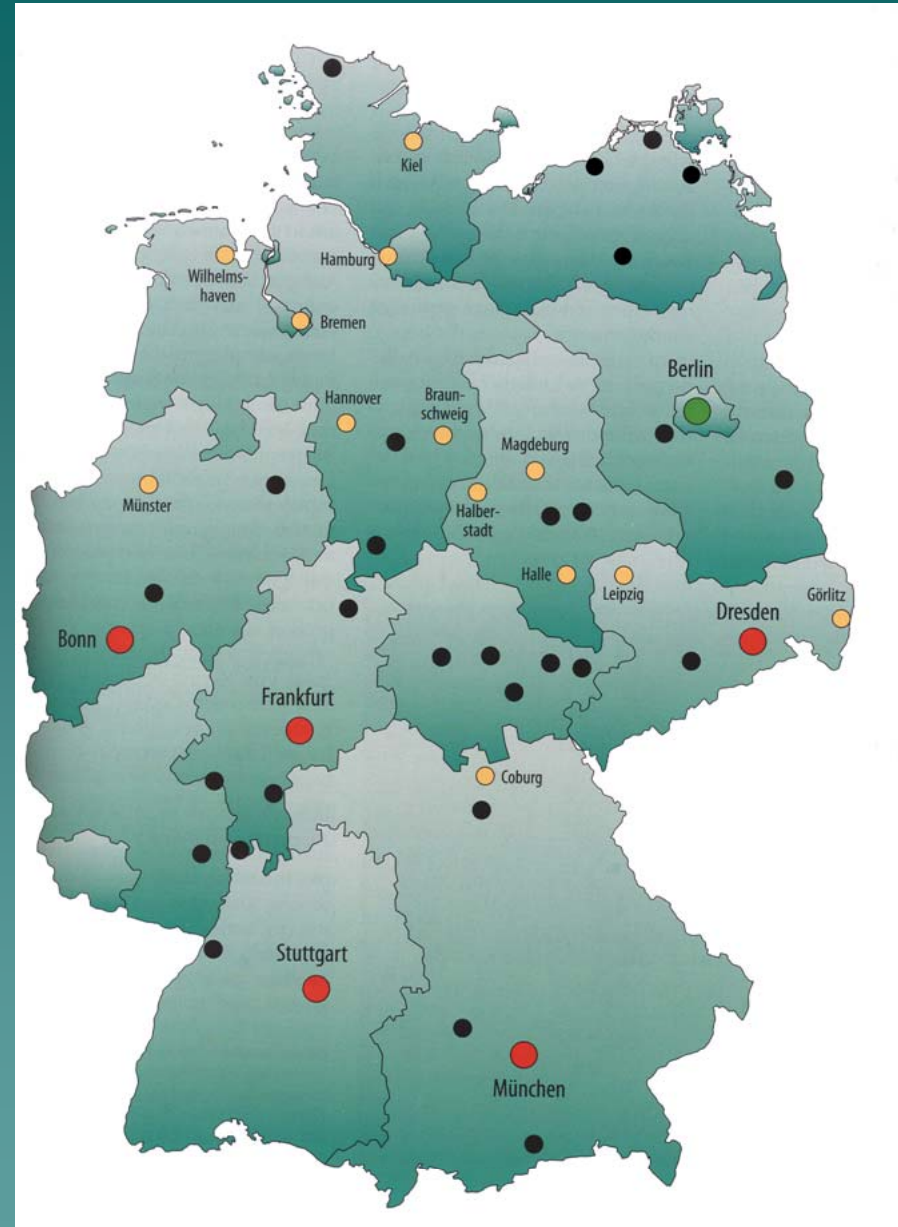 Kiel
Hamburg
Wilhelms-
haven
Bremen
Berlin
Hannover
Braun-
schweig
Magdeburg
Münster
Halber-
stadt
Halle
Leipzig
Görlitz
Dresden
Bonn
Frankfurt
Coburg
Stuttgart
München